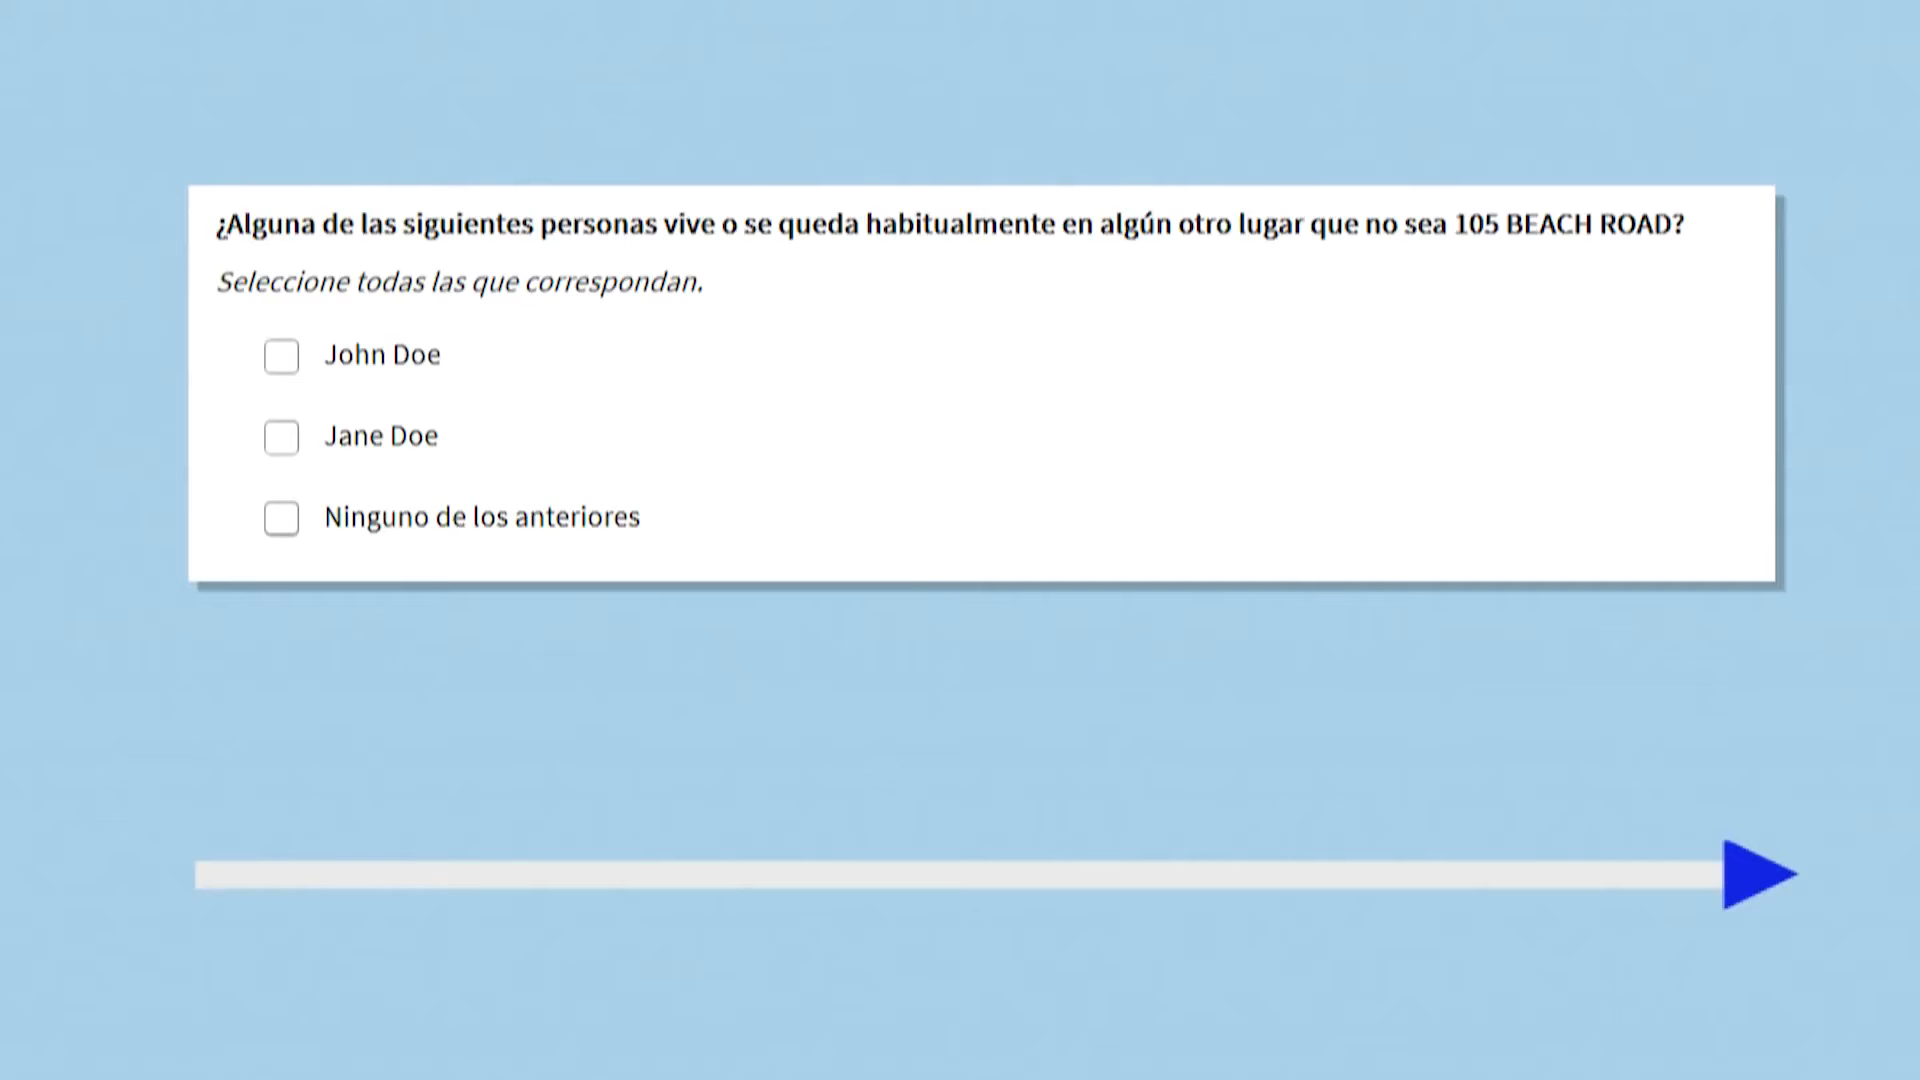 ¿Alguna de las siguientes personas vive o se queda habitualmente en algún otro lugar que no sea 105 BEACH ROAD?
Seleccione todas las que correspondan.
John Doe
Jane Doe
Ninguno de los anteriores